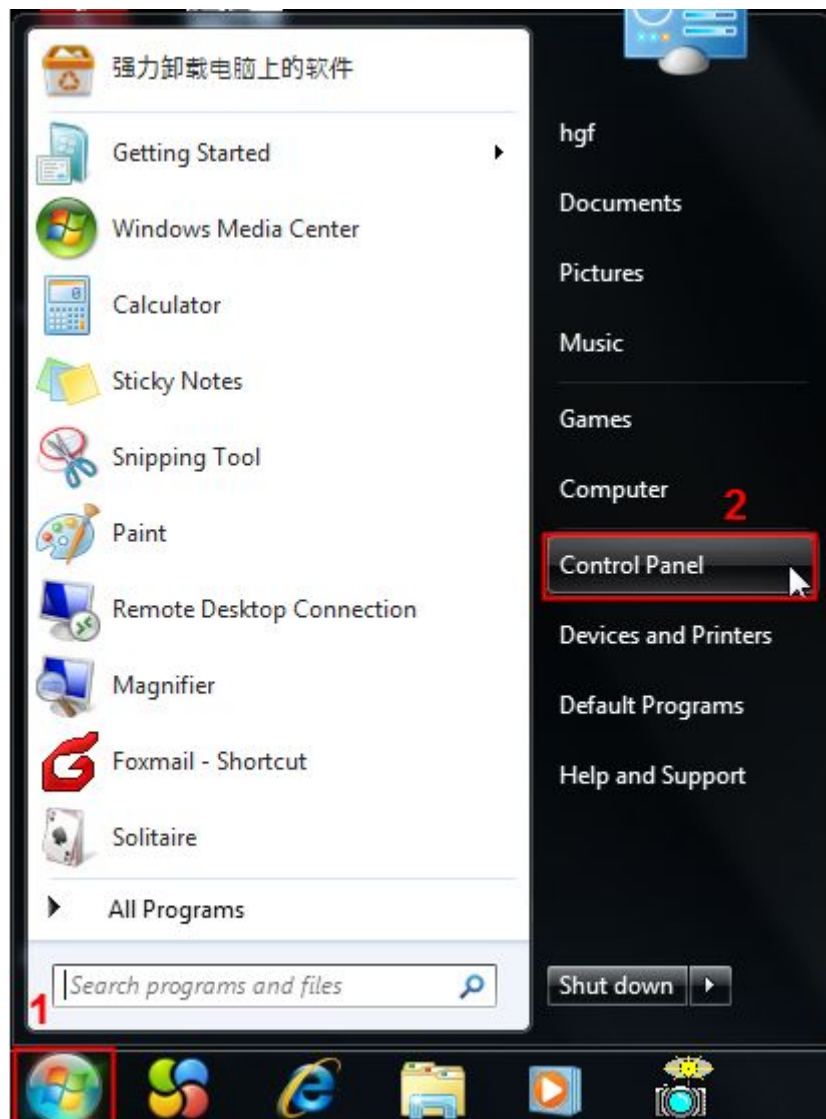 强力卸载电脑上的软件
Getting Started
Windows Media Center
Calculator
Sticky Notes
Snipping Tool
Paint
Remote Desktop Connection
Magnifier
Foxmail - Shortcut
Solitaire
All Programs
Search programs and files
1
hgf
Documents
Pictures
Music
Games
Computer
2
Control Panel
Devices and Printers
Default Programs
Help and Support
Shut down